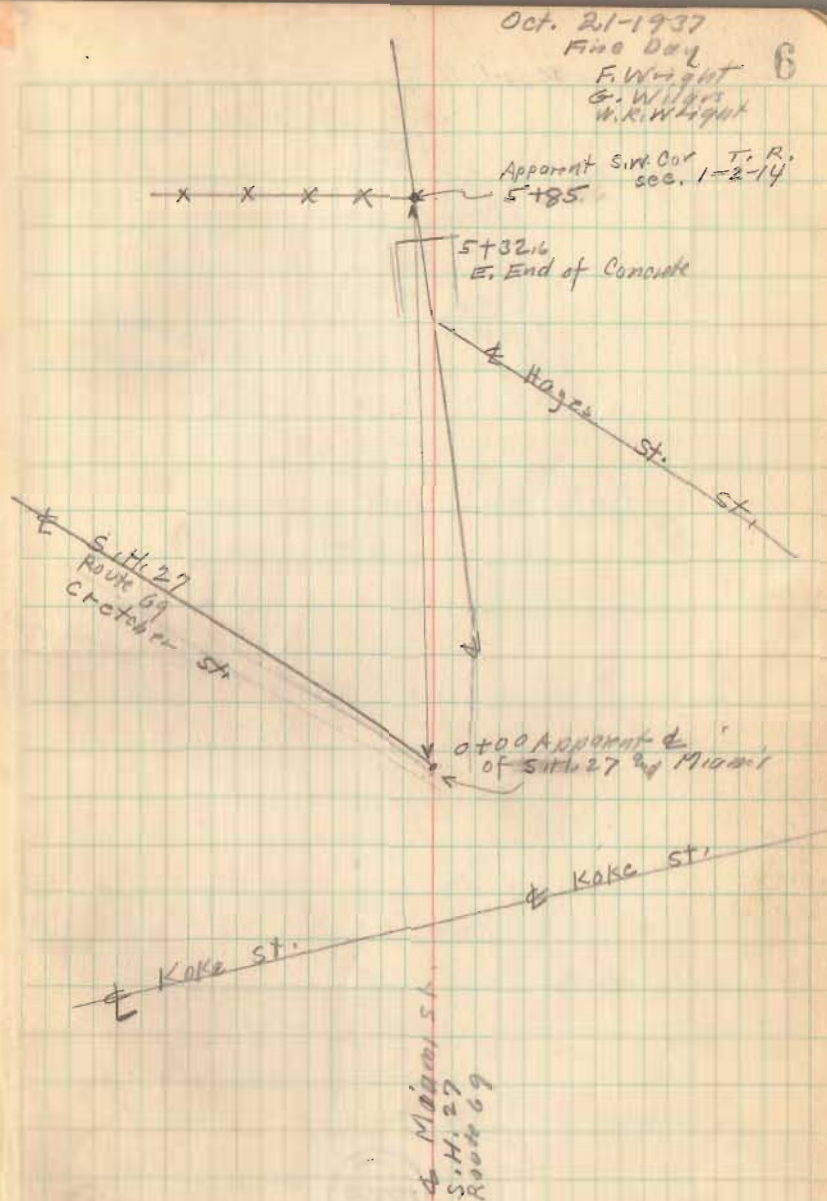 Oct. 21-1937
Fine Day
6
F. Wright
G.
W.R. Wright
Apparent S.W. Cor T. R.
sec. 1-2-14
5+85
5+32.6
E. End of Concrete
℄ Hayes St. St.
℄ S.H. 27
Route 69
Cretcher St.
0+00 Apparent ℄
of S.H. 27 and Miami
℄ Koke St.
℄ Koke St.
℄ Miami St.
S.H. 27
Route 69